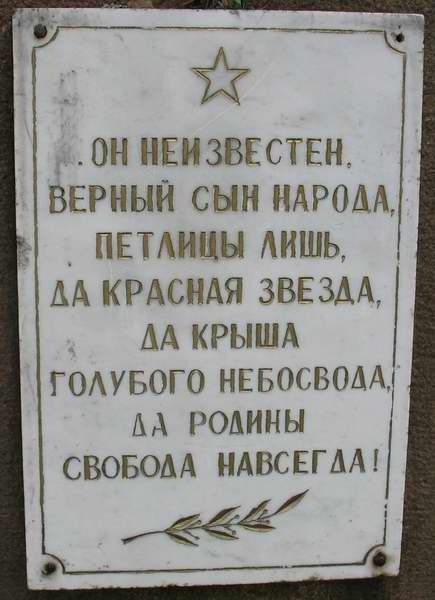 .ОН НЕИЗВЕСТЕН,
ВЕРНЫЙ СЫН НАРОДА,
ПЕТЛИЦЫ ЛИШЬ,
ДА КРАСНАЯ ЗВЕЗДА,
ДА КРЫША
ГОЛУБОГО НЕБОСВОДА,
ДА РОДИНЫ
СВОБОДА НАВСЕГДА!